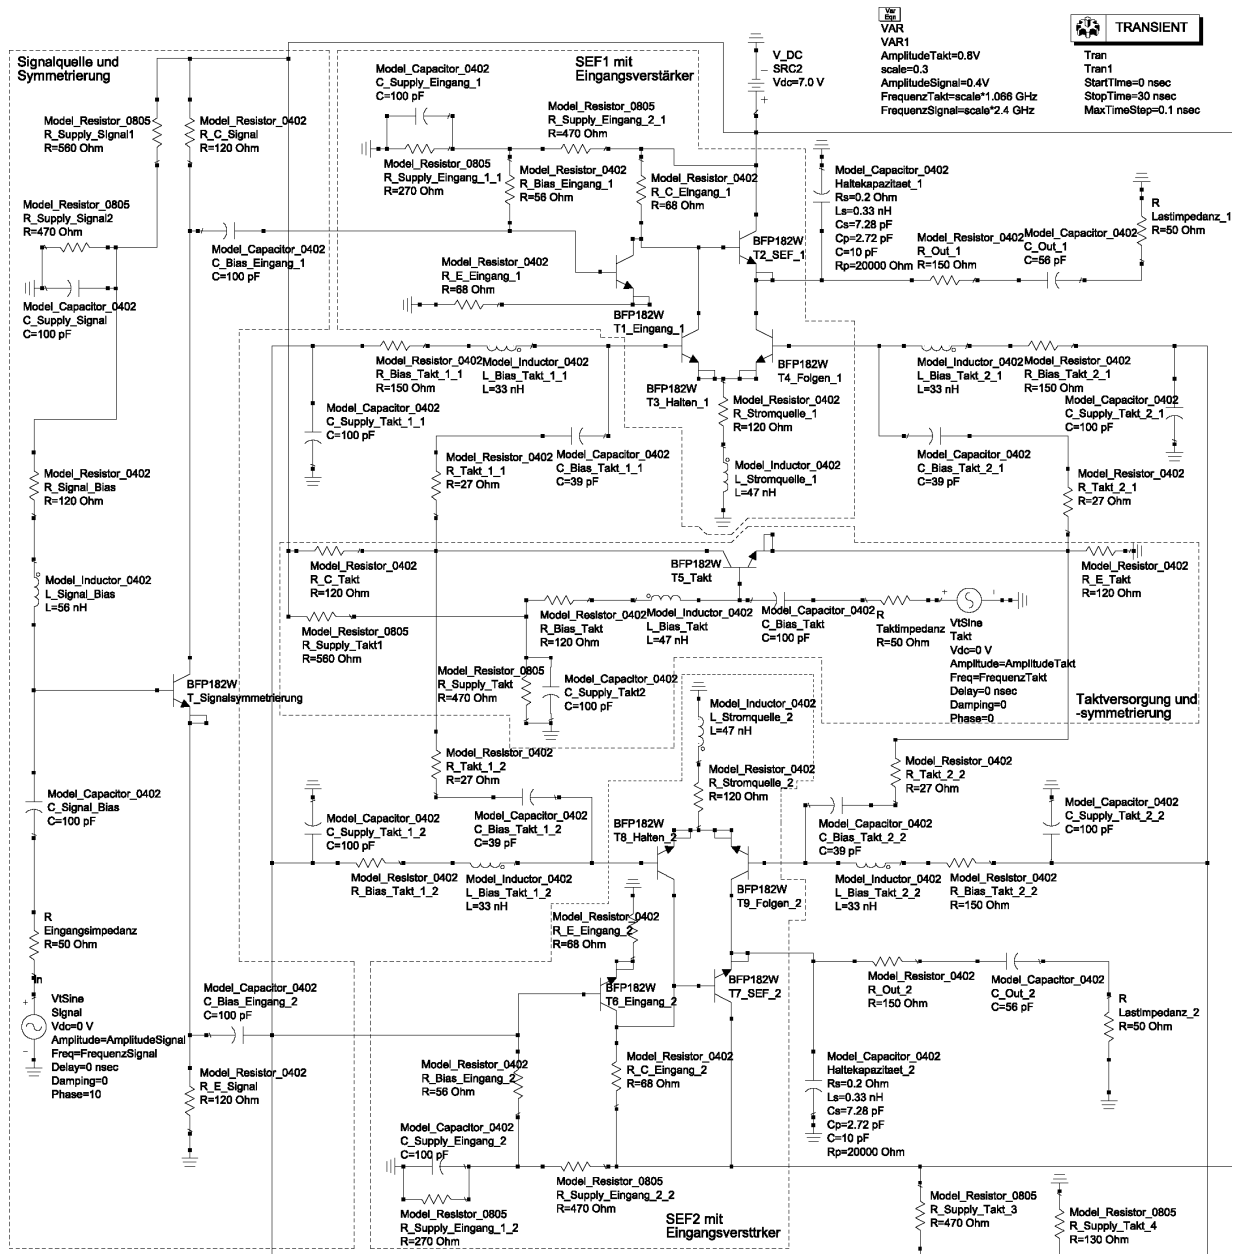 Signalquelle und
Symmetrierung
Model_Resistor_0805
R_Supply_Signal1
R=560 Ohm
Model_Resistor_0402
R_C_Signal
R=120 Ohm
Model_Resistor_0805
R_Supply_Signal2
R=470 Ohm
Model_Capacitor_0402
C_Supply_Signal
C=100 pF
Model_Capacitor_0402
C_Bias_Eingang_1
C=100 pF
SEF1 mit
Eingangsverstärker
Model_Capacitor_0402
C_Supply_Eingang_1
C=100 pF
Model_Resistor_0805
R_Supply_Eingang_2_1
R=470 Ohm
Model_Resistor_0805
R_Supply_Eingang_1_1
R=270 Ohm
Model_Resistor_0402
R_Bias_Eingang_1
R=56 Ohm
Model_Resistor_0402
R_C_Eingang_1
R=68 Ohm
Model_Resistor_0402
R_E_Eingang_1
R=68 Ohm
BFP182W
T1_Eingang_1
V_DC
SRC2
Vdc=7.0 V
Var
Eqn
VAR
VAR1
AmplitudeTakt=0.8V
scale=0.3
AmplitudeSignal=0.4V
FrequenzTakt=scale*1.066 GHz
FrequenzSignal=scale*2.4 GHz
TRANSIENT
Tran
Tran1
StartTime=0 nsec
StopTime=30 nsec
MaxTimeStep=0.1 nsec
BFP182W
T2_SEF_1
Model_Capacitor_0402
Haltekapazitaet_1
Rs=0.2 Ohm
Ls=0.33 nH
Cs=7.28 pF
Cp=2.72 pF
C=10 pF
Rp=20000 Ohm
Model_Resistor_0402
R_Out_1
R=150 Ohm
Model_Capacitor_0402
C_Out_1
C=56 pF
R
Lastimpedanz_1
R=50 Ohm
Model_Resistor_0402
R_Bias_Takt_1_1
R=150 Ohm
Model_Inductor_0402
L_Bias_Takt_1_1
L=33 nH
BFP182W
T3_Halten_1
BFP182W
T4_Folgen_1
Model_Inductor_0402
L_Bias_Takt_2_1
L=33 nH
Model_Resistor_0402
R_Bias_Takt_2_1
R=150 Ohm
Model_Capacitor_0402
C_Supply_Takt_2_1
C=100 pF
Model_Capacitor_0402
C_Supply_Takt_1_1
C=100 pF
Model_Resistor_0402
R_Stromquelle_1
R=120 Ohm
Model_Resistor_0402
R_Takt_1_1
R=27 Ohm
Model_Capacitor_0402
C_Bias_Takt_1_1
C=39 pF
Model_Inductor_0402
L_Stromquelle_1
L=47 nH
Model_Capacitor_0402
C_Bias_Takt_2_1
C=39 pF
Model_Resistor_0402
R_Takt_2_1
R=27 Ohm
Model_Resistor_0402
R_Signal_Bias
R=120 Ohm
Model_Inductor_0402
L_Signal_Bias
L=56 nH
Model_Resistor_0402
R_C_Takt
R=120 Ohm
BFP182W
T5_Takt
Model_Resistor_0402
R_E_Takt
R=120 Ohm
Model_Resistor_0805
R_Supply_Takt1
R=560 Ohm
Model_Resistor_0402
R_Bias_Takt
R=120 Ohm
Model_Inductor_0402
L_Bias_Takt
L=47 nH
Model_Capacitor_0402
C_Bias_Takt
C=100 pF
R
Taktimpedanz
R=50 Ohm
VtSine
Takt
Vdc=0 V
Amplitude=AmplitudeTakt
Freq=FrequenzTakt
Delay=0 nsec
Damping=0
Phase=0
Taktversorgung und
-symmetrierung
Model_Resistor_0805
R_Supply_Takt
R=470 Ohm
Model_Capacitor_0402
C_Supply_Takt2
C=100 pF
BFP182W
T_Signalsymmetrierung
Model_Inductor_0402
L_Stromquelle_2
L=47 nH
Model_Resistor_0402
R_Stromquelle_2
R=120 Ohm
Model_Resistor_0402
R_Takt_1_2
R=27 Ohm
Model_Resistor_0402
R_Takt_2_2
R=27 Ohm
Model_Capacitor_0402
C_Signal_Bias
C=100 pF
Model_Capacitor_0402
C_Supply_Takt_1_2
C=100 pF
Model_Capacitor_0402
C_Bias_Takt_1_2
C=39 pF
BFP182W
T8_Halten_2
Model_Capacitor_0402
C_Bias_Takt_2_2
C=39 pF
Model_Capacitor_0402
C_Supply_Takt_2_2
C=100 pF
Model_Resistor_0402
R_Bias_Takt_1_2
Model_Inductor_0402
L_Bias_Takt_1_2
L=33 nH
BFP182W
T9_Folgen_2
Model_Inductor_0402
L_Bias_Takt_2_2
L=33 nH
Model_Resistor_0402
R_Bias_Takt_2_2
R=150 Ohm
R
Eingangsimpedanz
R=50 Ohm
In
VtSine
Signal
Vdc=0 V
Amplitude=AmplitudeSignal
Freq=FrequenzSignal
Delay=0 nsec
Damping=0
Phase=10
Model_Resistor_0402
R_E_Eingang_2
R=68 Ohm
Model_Capacitor_0402
C_Bias_Eingang_2
C=100 pF
BFP182W
T6_Eingang_2
BFP182W
T7_SEF_2
Model_Resistor_0402
R_Out_2
R=150 Ohm
Model_Capacitor_0402
C_Out_2
C=56 pF
R
Lastimpedanz_2
R=50 Ohm
Model_Resistor_0402
R_E_Signal
R=120 Ohm
Model_Resistor_0402
R_Bias_Eingang_2
R=56 Ohm
Model_Resistor_0402
R_C_Eingang_2
R=68 Ohm
Model_Capacitor_0402
Haltekapazitaet_2
Rs=0.2 Ohm
Ls=0.33 nH
Cs=7.28 pF
Cp=2.72 pF
C=10 pF
Rp=20000 Ohm
Model_Capacitor_0402
C_Supply_Eingang_2
C=100 pF
Model_Resistor_0805
R_Supply_Eingang_2_2
R=470 Ohm
Model_Resistor_0805
R_Supply_Eingang_1_2
R=270 Ohm
SEF2 mit
Eingangsversttrker
Model_Resistor_0805
R_Supply_Takt_3
R=470 Ohm
Model_Resistor_0805
R_Supply_Takt_4
R=130 Ohm